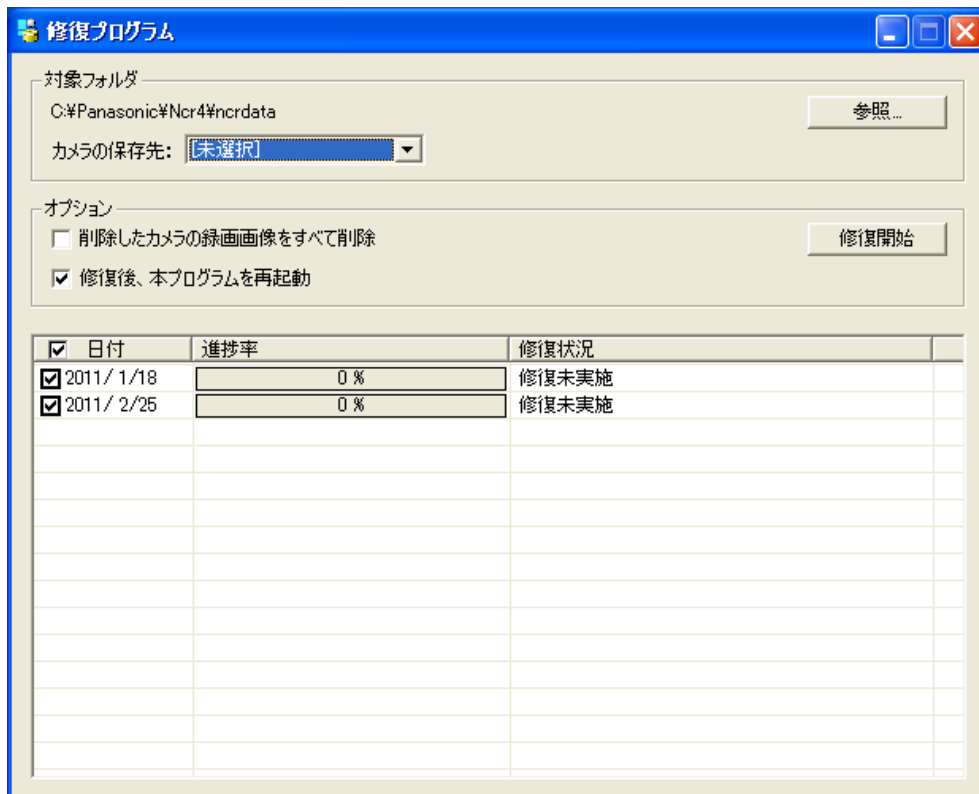 修復プログラム
対象フォルダ
C:¥Panasonic¥Ncr4¥ncrdata
参照...
カメラの保存先: [未選択]
オプション
削除したカメラの録画画像をすべて削除
修復開始
修復後、本プログラムを再起動
日付 進捗率 修復状況
2011/ 1/18 0 % 修復未実施
2011/ 2/25 0 % 修復未実施